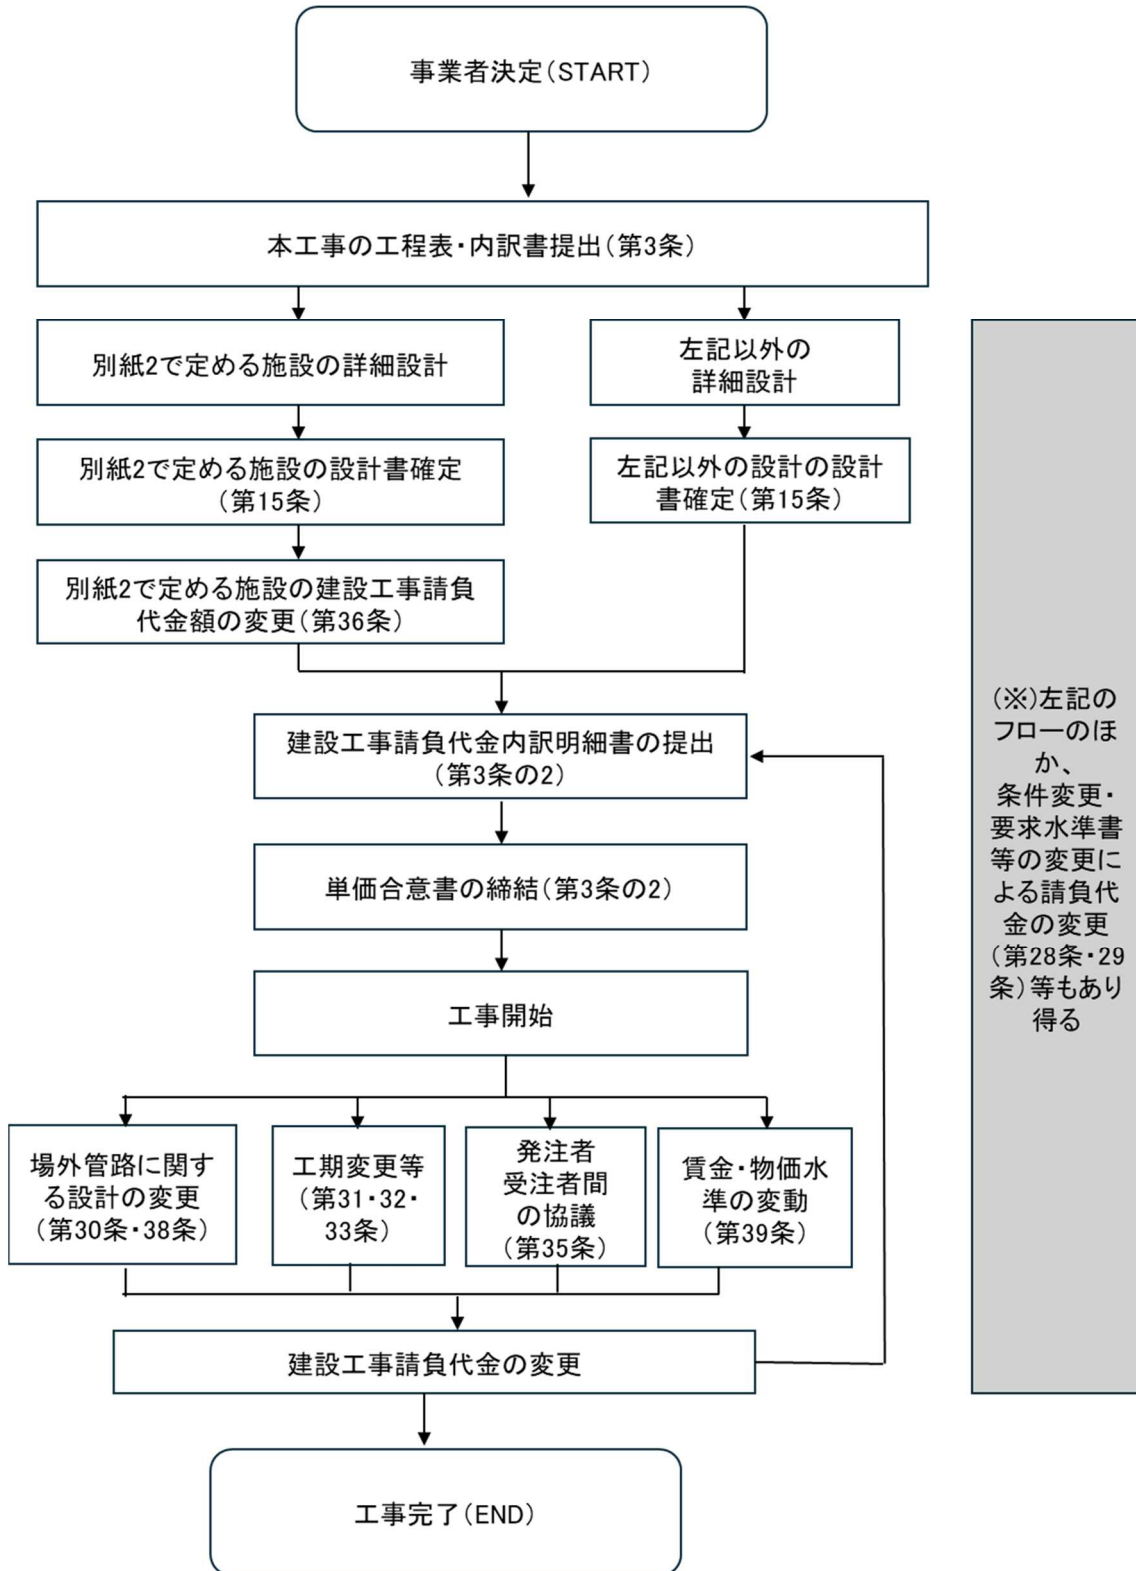 事業者決定(START)
本工事の工程表・内訳書提出(第3条)
別紙2で定める施設の詳細設計
左記以外の
詳細設計
別紙2で定める施設の設計書確定
(第15条)
左記以外の設計の設計
書確定(第15条)
別紙2で定める施設の建設工事請負
代金額の変更(第36条)
建設工事請負代金内訳明細書の提出
(第3条の2)
単価合意書の締結(第3条の2)
工事開始
場外管路に関す
る設計の変更
(第30条・38条)
工期変更等
(第31・32・
33条)
発注者
受注者間
の協議
(第35条)
賃金・物価水
準の変動
(第39条)
建設工事請負代金の変更
工事完了(END)
(※)左記の
フローのほ
か、
条件変更・
要求水準書
等の変更に
よる請負代
金の変更
(第28条・29
条)等もあり
得る